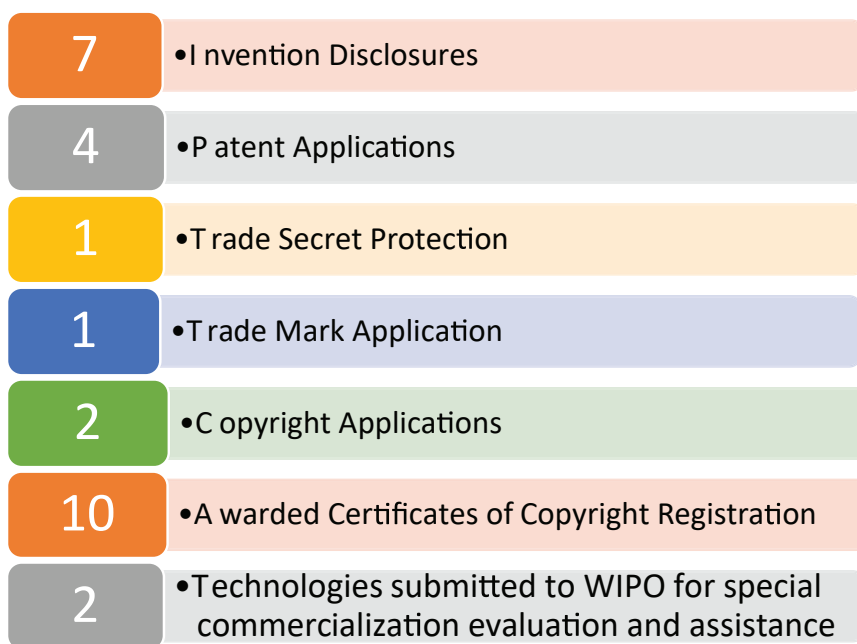 7 •I nvention Disclosures
4 •P atent Applications
1 •T rade Secret Protection
1 •T rade Mark Application
2 •C opyright Applications
10 •A warded Certificates of Copyright Registration
2 •Technologies submitted to WIPO for special
commercialization evaluation and assistance